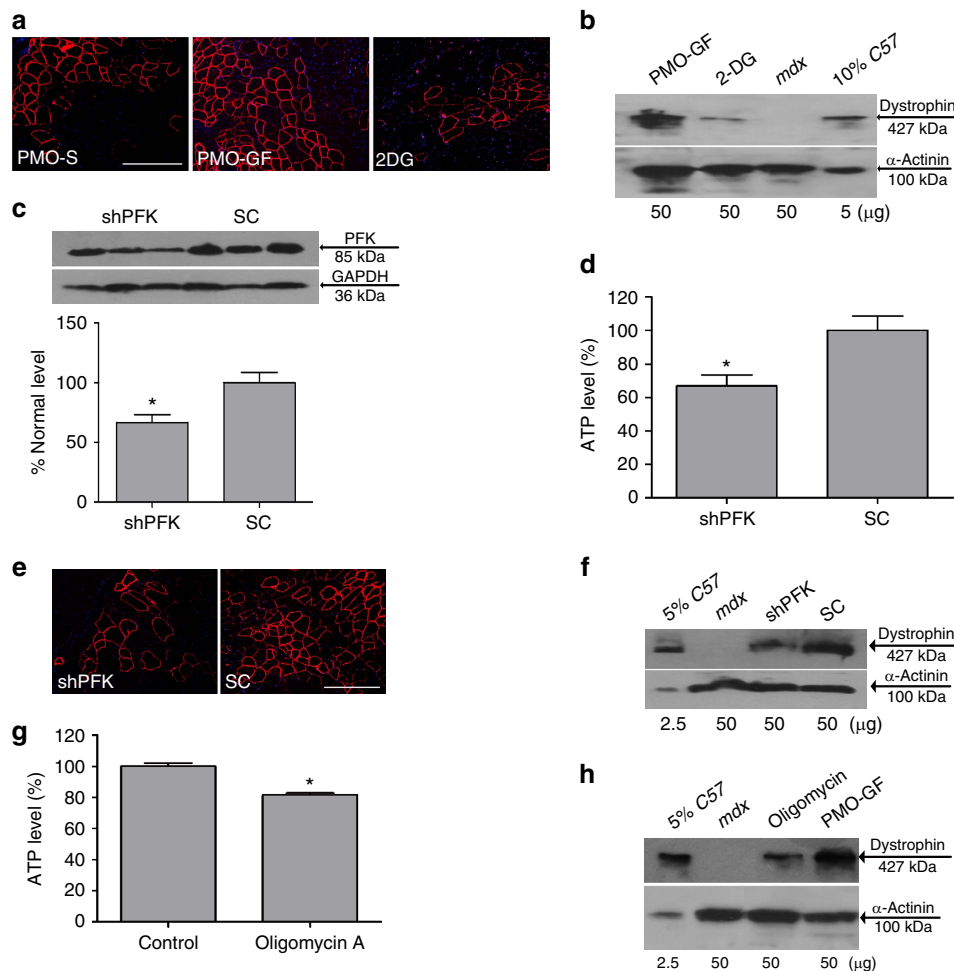 a
PMO-S PMO-GF 2DG
b
PMO-GF 2-DG mdx 10% C57
Dystrophin
427 kDa
α-Actinin
100 kDa
50 50 50 5 (μg)
c
shPFK SC
PFK
85 kDa
GAPDH
36 kDa
% Normal level
150
100
50
0
*
shPFK SC
d
ATP level (%)
120
100
80
60
40
20
0
*
shPFK SC
e
shPFK SC
f
5% C57 mdx shPFK SC
Dystrophin
427 kDa
α-Actinin
100 kDa
2.5 50 50 50 (μg)
g
ATP level (%)
120
100
80
60
40
20
0
*
Control Oligomycin A
h
5% C57 mdx Oligomycin PMO-GF
Dystrophin
427 kDa
α-Actinin
100 kDa
2.5 50 50 50 (μg)